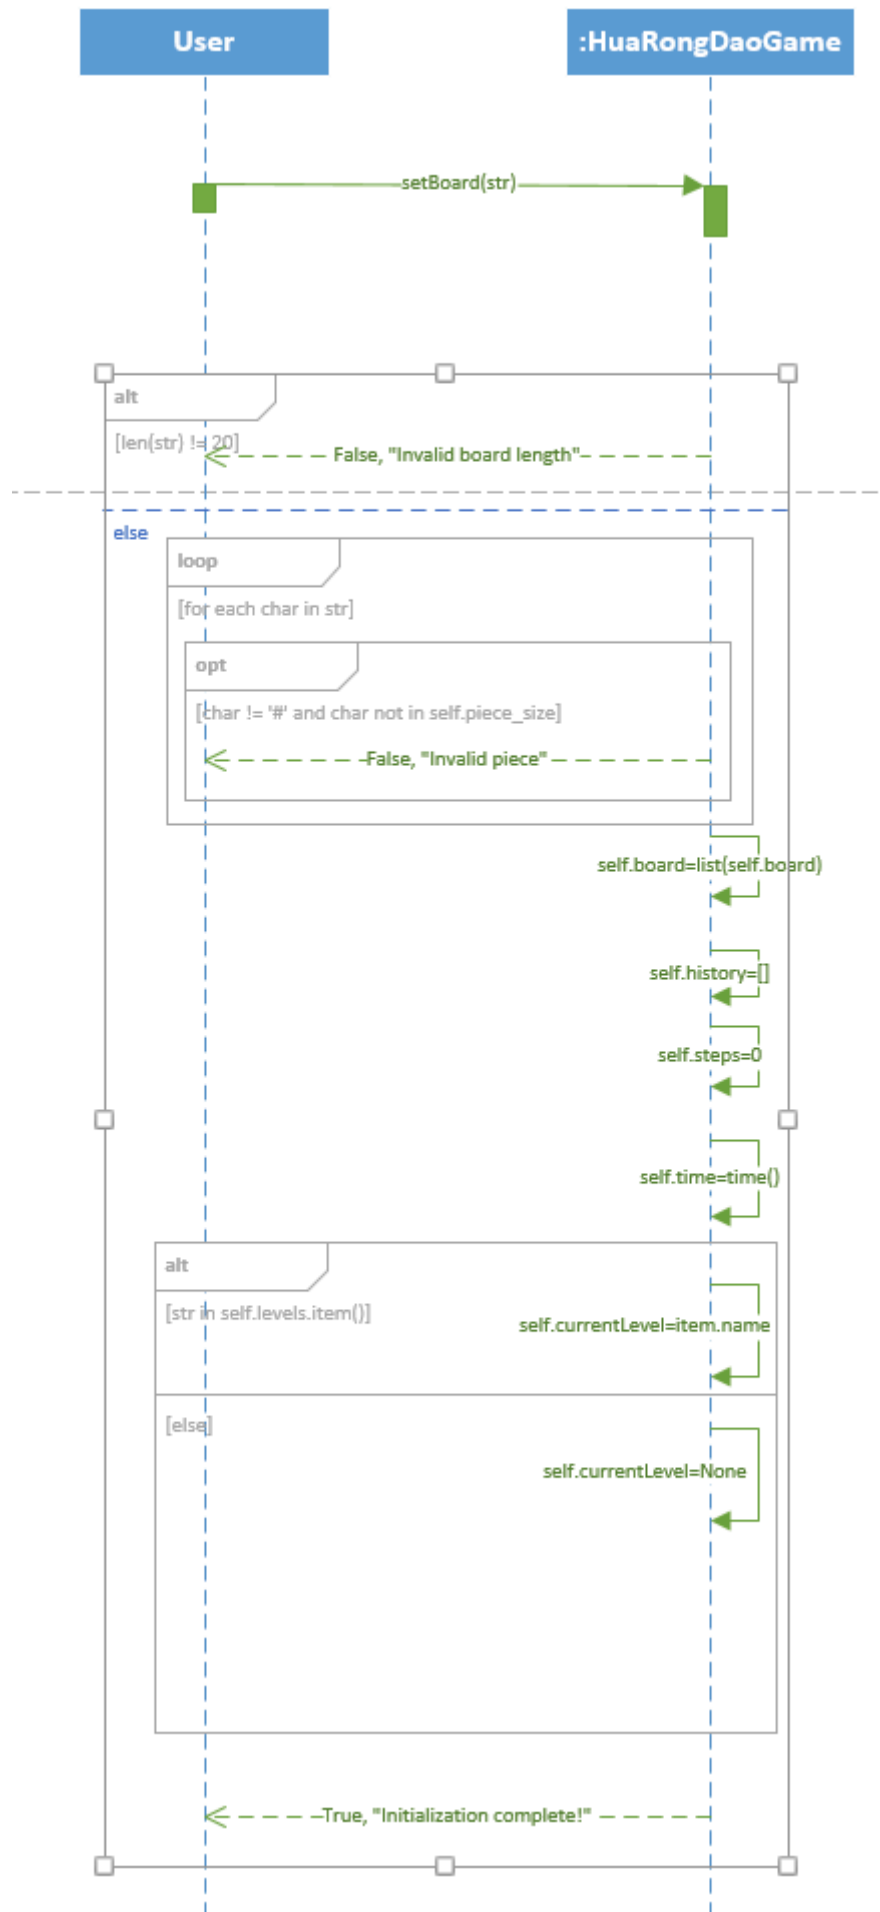 User
:HuaRongDaoGame
setBoard(str)
alt
[len(str) != 20]
False, "Invalid board length"
else
loop
[for each char in str]
opt
[char != '#' and char not in self.piece_size]
False, "Invalid piece"
self.board=list(self.board)
self.history=[]
self.steps=0
self.time=time()
alt
[str in self.levels.item()]
self.currentLevel=item.name
[else]
self.currentLevel=None
True, "Initialization complete!"